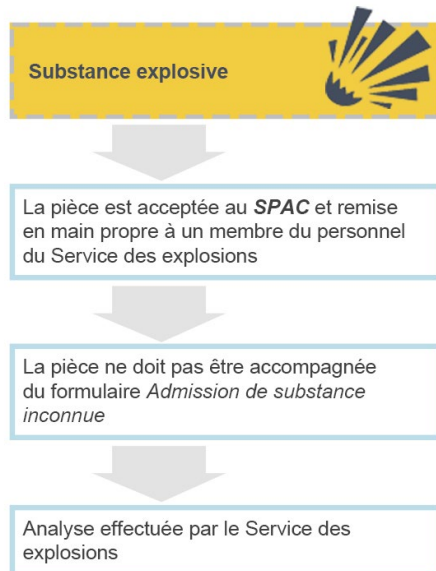 Substance explosive
La pièce est acceptée au SPAC et remise
en main propre à un membre du personnel
du Service des explosions
La pièce ne doit pas être accompagnée
du formulaire Admission de substance
inconnue
Analyse effectuée par le Service des
explosions